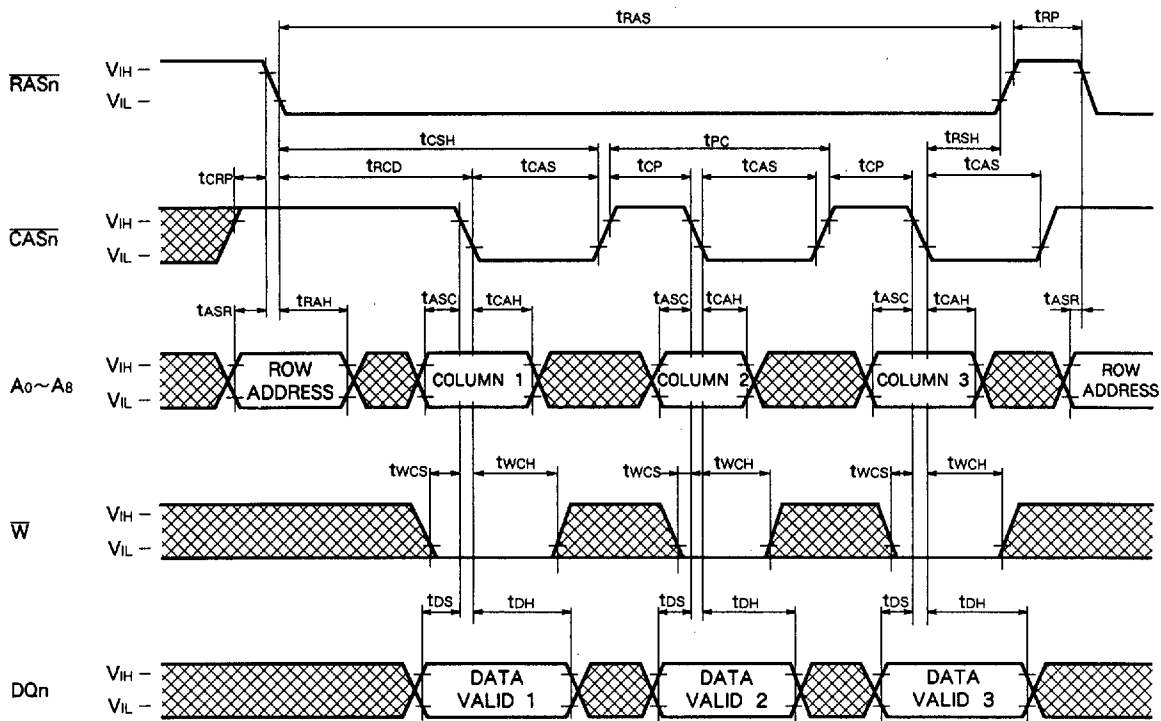 tRAS tRP
RASn VIH
VIL
tCSH tPC tRSH
tCRP tRCD tCAS tCP tCAS tCP tCAS
CASn VIH
VIL
tASR tRAH tASC tCAH tASC tCAH tASC tCAH tASR
A0~A8 VIH ROW ADDRESS COLUMN 1 COLUMN 2 COLUMN 3 ROW ADDRESS
VIL
tWCS tWCH tWCS tWCH tWCS tWCH
W VIH
VIL
tDS tDH tDS tDH tDS tDH
DQn VIH DATA VALID 1 DATA VALID 2 DATA VALID 3
VIL